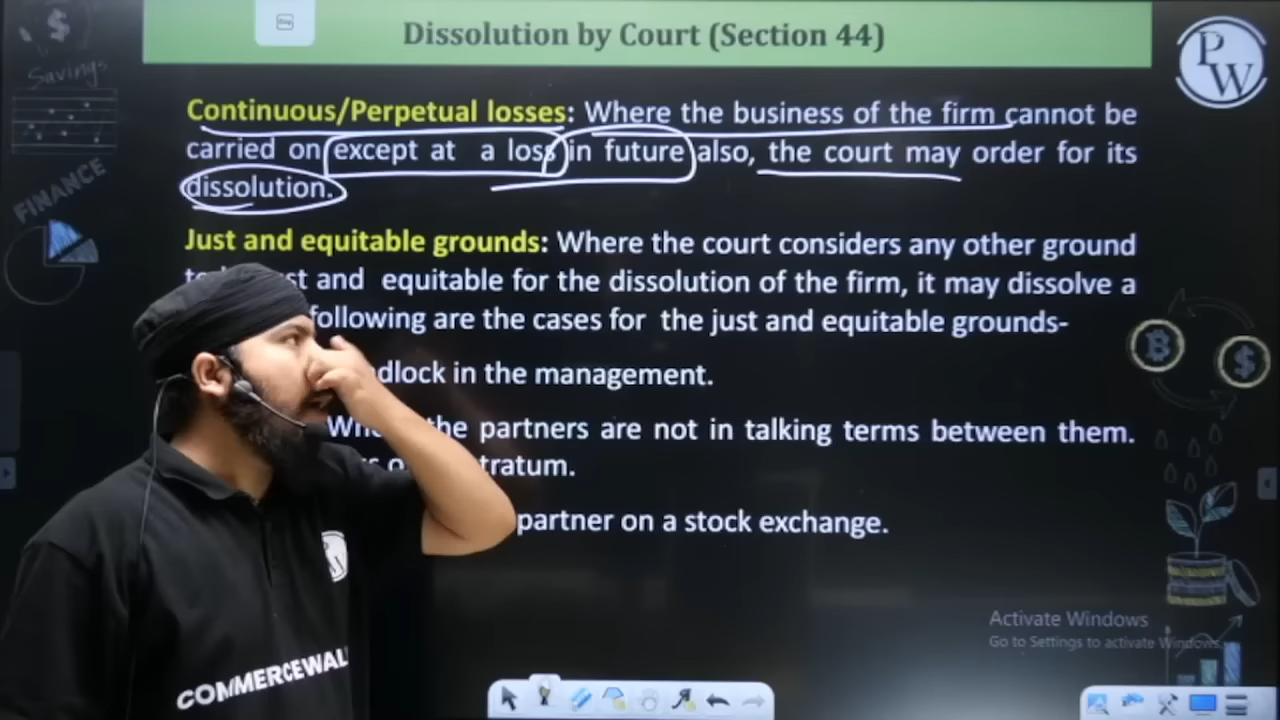 Dissolution by Court (Section 44)
Savings
FINANCE
PW
Continuous/Perpetual losses: Where the business of the firm cannot be
carried on except at a loss in future also, the court may order for its
dissolution.
Just and equitable grounds: Where the court considers any other ground
and equitable for the dissolution of the firm, it may dissolve a
following are the cases for the just and equitable grounds-
in the management.
the partners are not in talking terms between them.
partner on a stock exchange.
COMMERCEWALL
Activate Windows
Go to Settings to activate Windows.